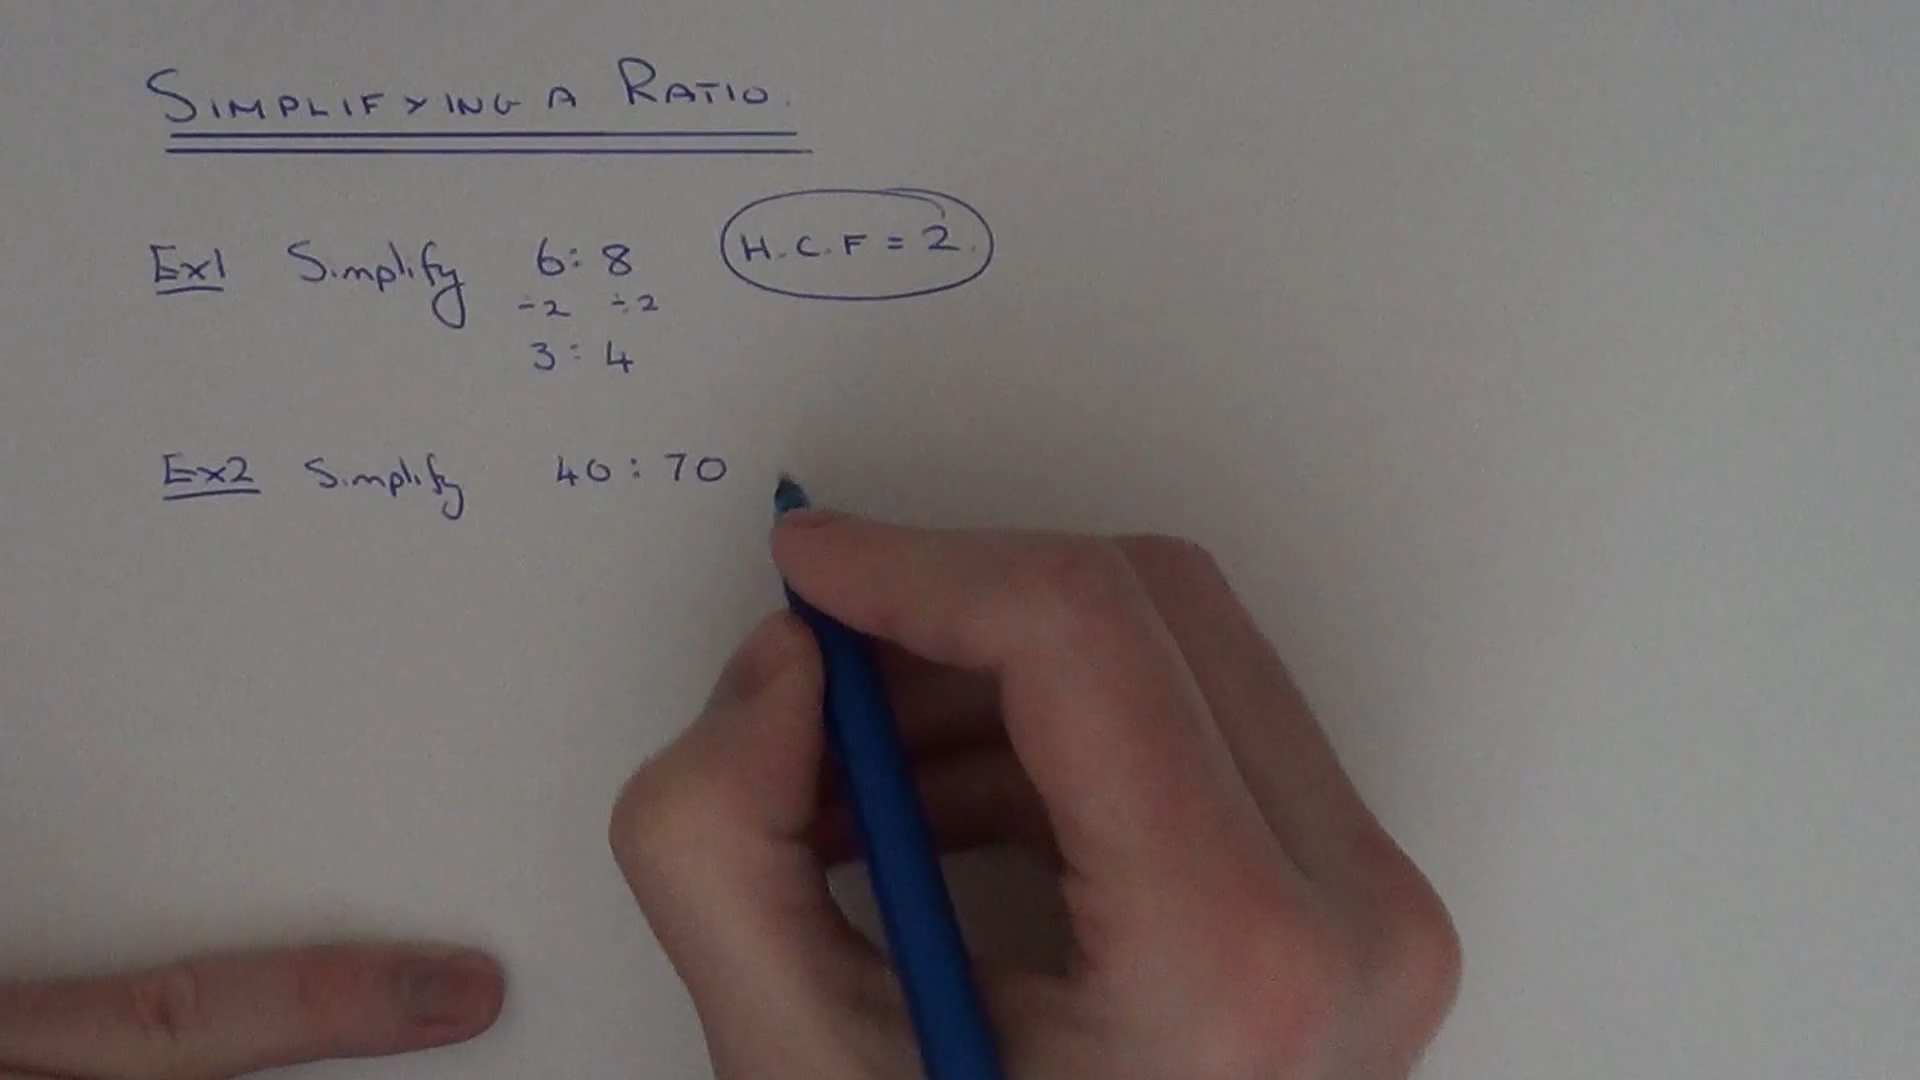 SIMPLIFYING A RATIO.
Ex1 Simplify 6 : 8 H.C.F = 2.
÷2 ÷2
3 : 4
Ex2 Simplify 40 : 70